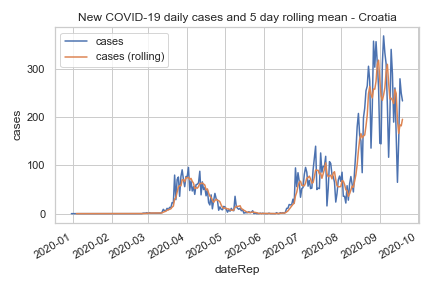 New COVID-19 daily cases and 5 day rolling mean - Croatia
cases
cases (rolling)
300
200
100
0
cases
2020-01
2020-02
2020-03
2020-04
2020-05
2020-06
2020-07
2020-08
2020-09
2020-10
dateRep